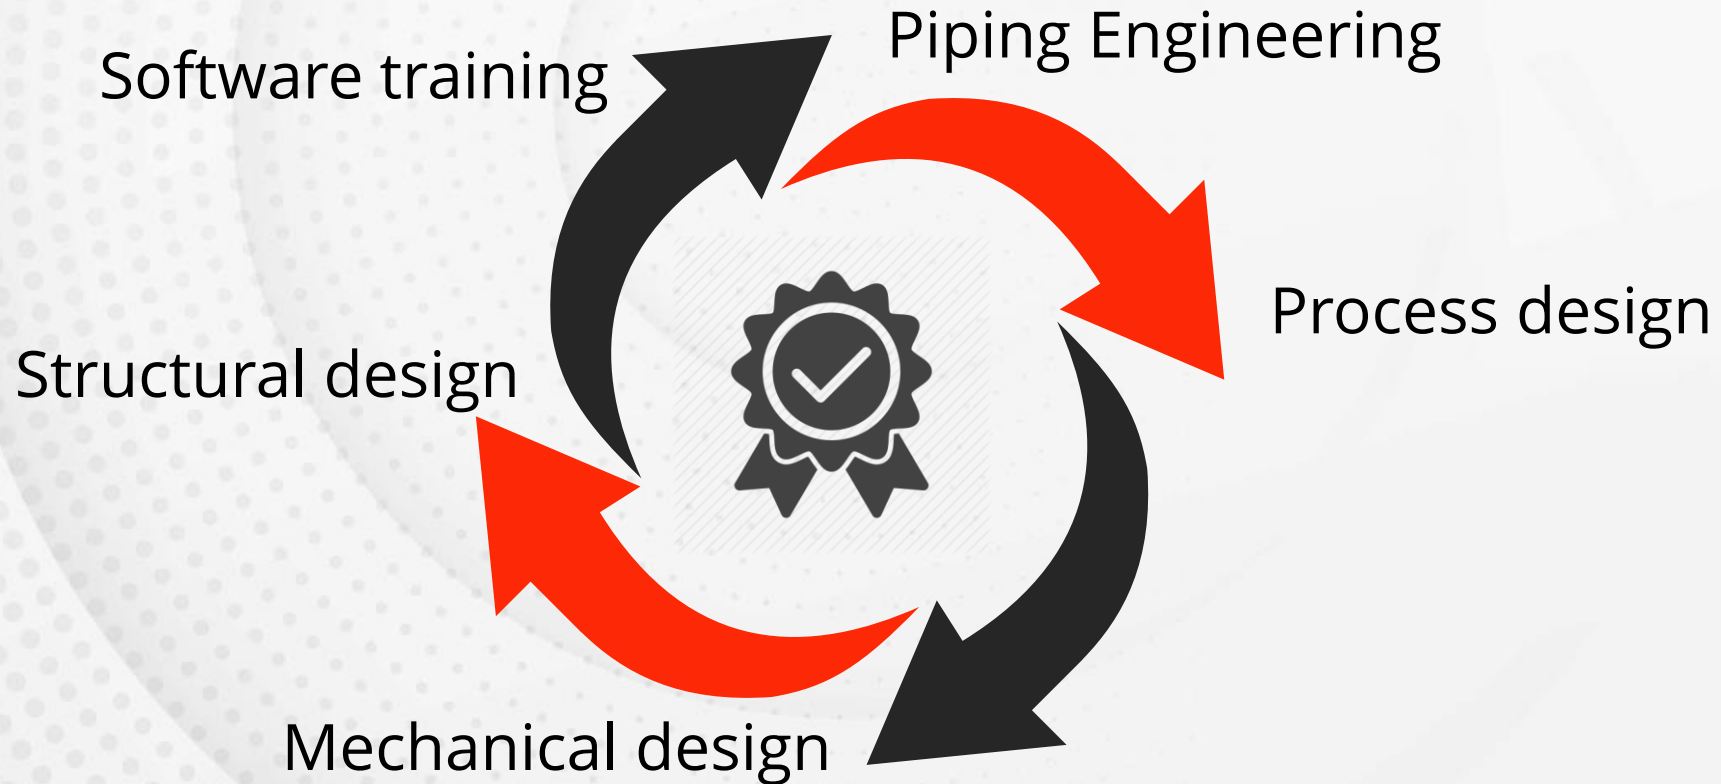 Piping Engineering
Software training
Process design
Structural design
Mechanical design